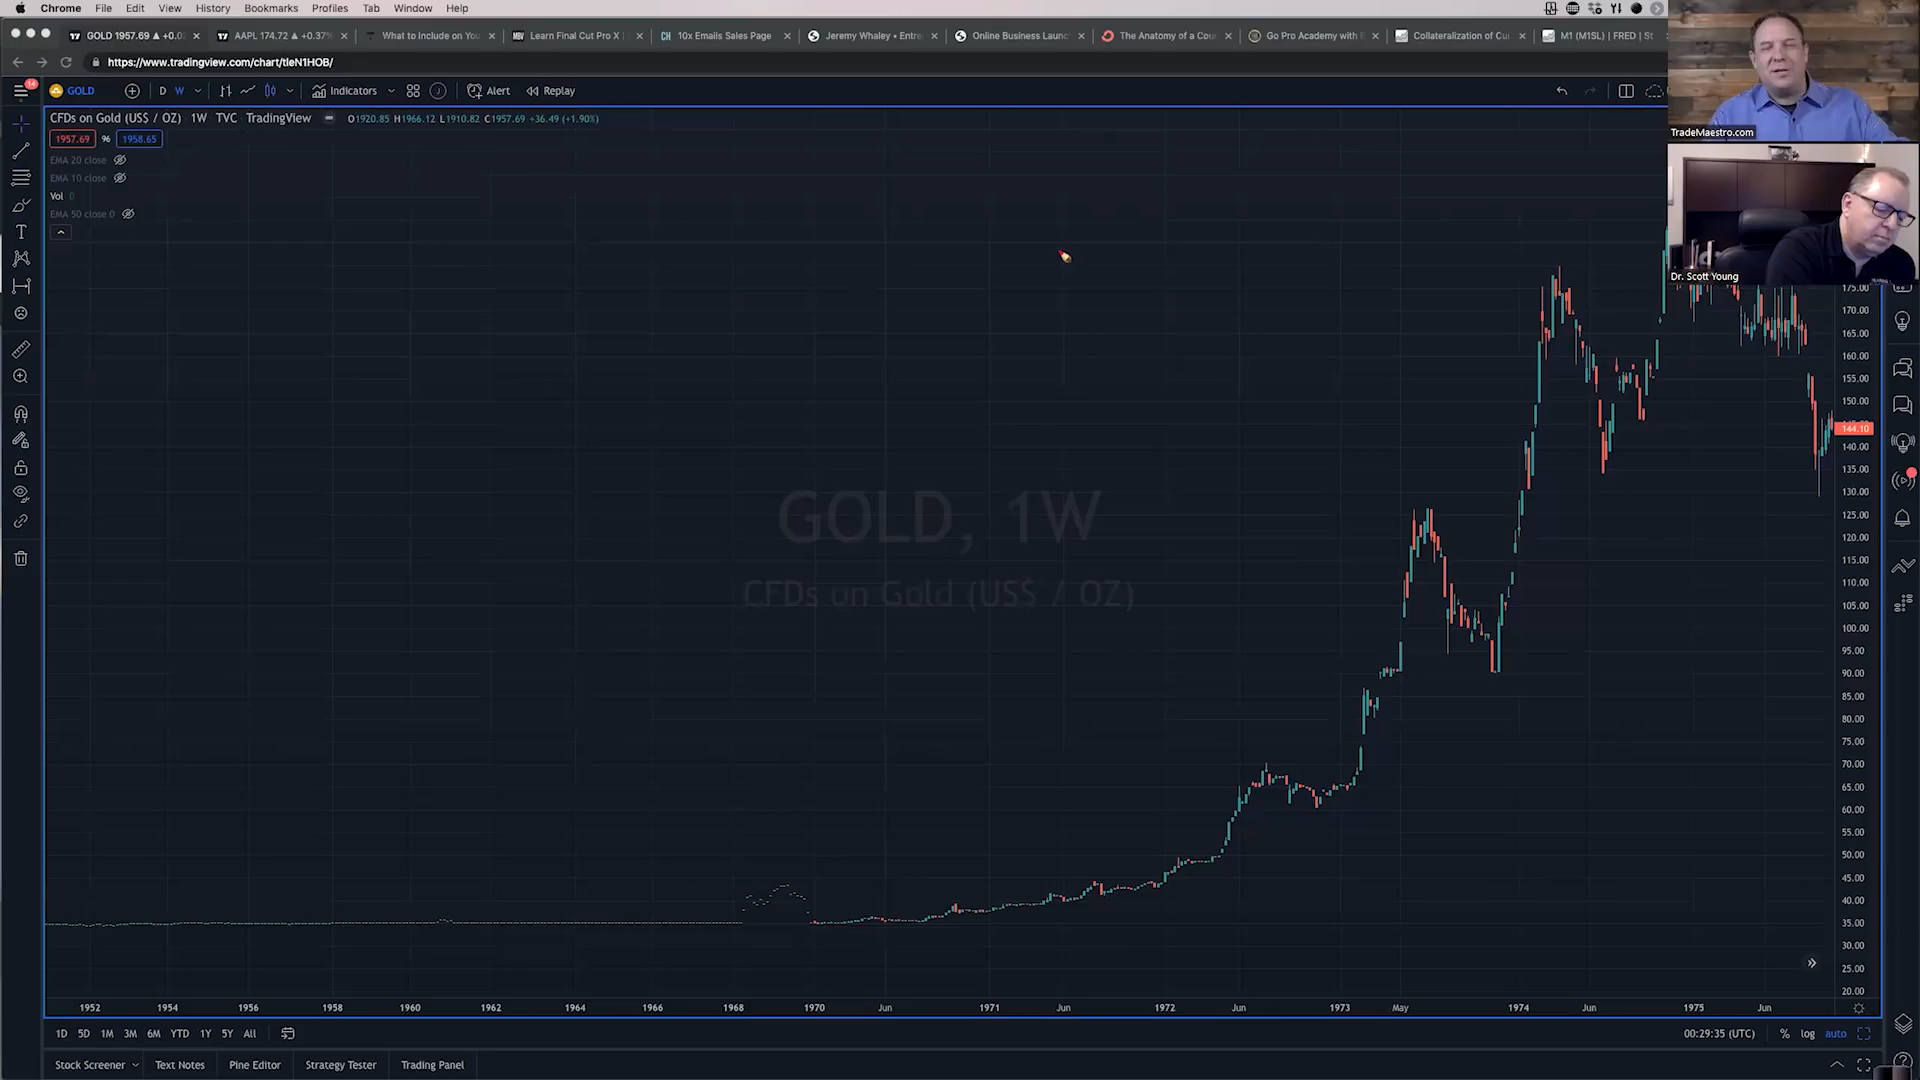 Chrome File Edit View History Bookmarks Profiles Tab Window Help
GOLD 1957.69 ▲ +0.02 AAPL 174.72 ▲ +0.37% What to Include on You Learn Final Cut Pro X | 10x Emails Sales Page Jeremy Whaley • Entre Online Business Launc The Anatomy of a Cou Go Pro Academy with B Collateralization of Cu M1 (M1SL) | FRED | St
https://www.tradingview.com/chart/tleN1HOB/
14
GOLD D W Indicators J Alert Replay
CFDs on Gold (US$ / OZ) 1W TVC TradingView O1920.85 H1966.12 L1910.82 C1957.69 +36.49 (+1.90%)
1957.69 96 1958.65
EMA 20 close
EMA 10 close
Vol 0
EMA 50 close 0
TradeMaestro.com
Dr. Scott Young
GOLD, 1W
CFDs on Gold (US$ / OZ)
175.00
170.00
165.00
160.00
155.00
150.00
144.10
140.00
135.00
130.00
125.00
120.00
115.00
110.00
105.00
100.00
95.00
90.00
85.00
80.00
75.00
70.00
65.00
60.00
55.00
50.00
45.00
40.00
35.00
30.00
25.00
20.00
1952 1954 1956 1958 1960 1962 1964 1966 1968 1970 Jun 1971 Jun 1972 Jun 1973 May 1974 Jun 1975 Jun
1D 5D 1M 3M 6M YTD 1Y 5Y All 00:29:35 (UTC) % log auto
Stock Screener Text Notes Pine Editor Strategy Tester Trading Panel